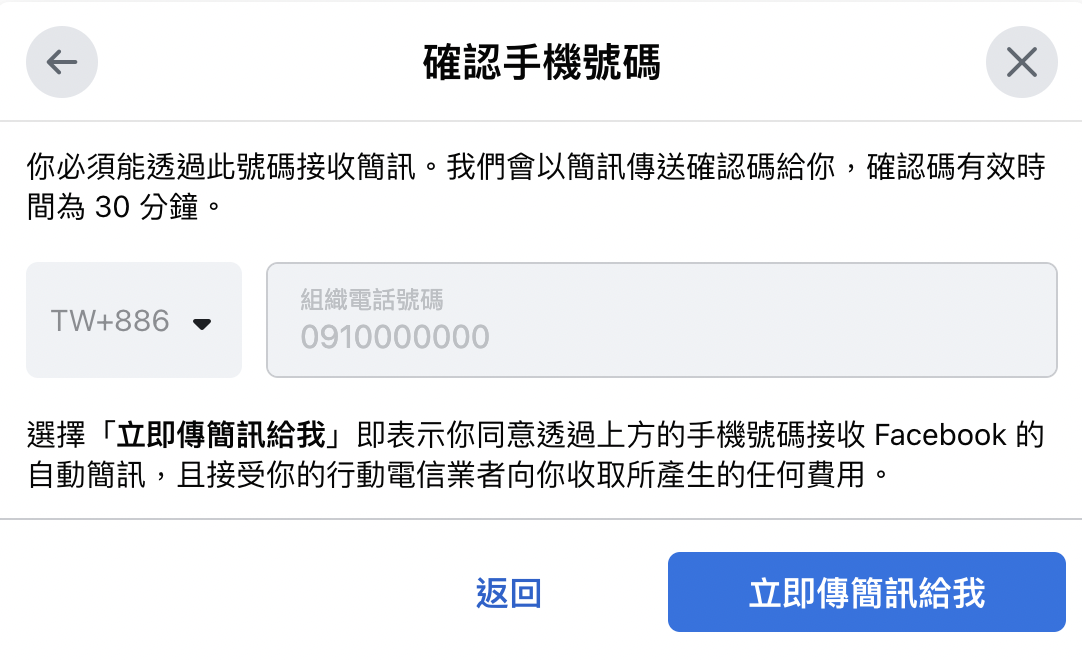 確認手機號碼
你必須能透過此號碼接收簡訊。我們會以簡訊傳送確認碼給你，確認碼有效時
間為 30 分鐘。
TW+886
組織電話號碼
0910000000
選擇「立即傳簡訊給我」即表示你同意透過上方的手機號碼接收 Facebook 的
自動簡訊，且接受你的行動電信業者向你收取所產生的任何費用。
返回
立即傳簡訊給我